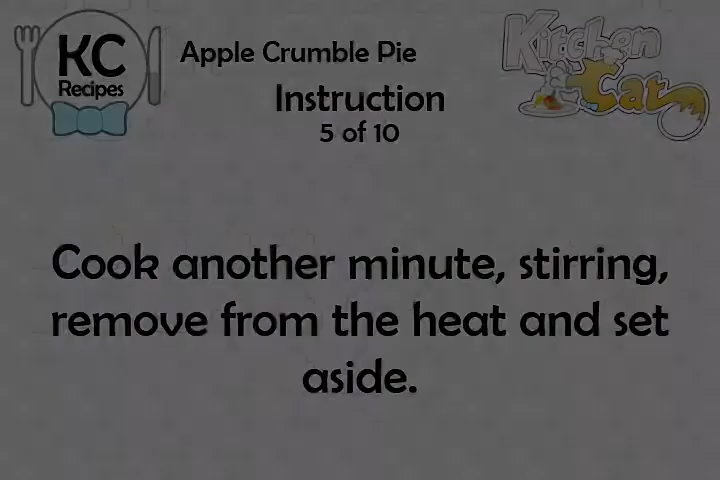 KC
Recipes
Apple Crumble Pie
Kitchen
Cat
Instruction
5 of 10
Cook another minute, stirring,
remove from the heat and set
aside.